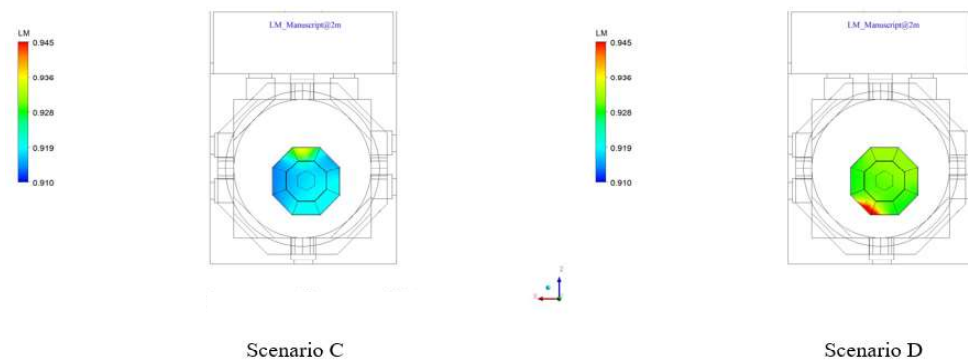 LM_Manuscript@2m
LM
0.945
0.936
0.928
0.919
0.910
Z
X
Scenario C
LM_Manuscript@2m
LM
0.945
0.936
0.928
0.919
0.910
Scenario D